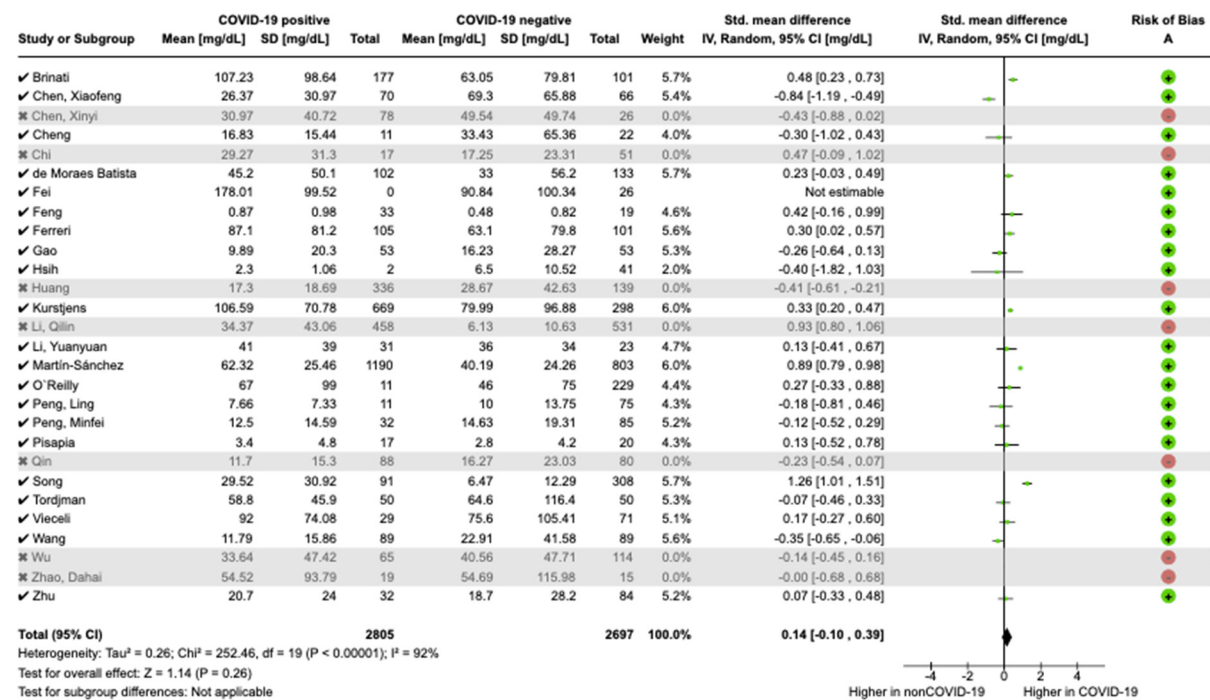 COVID-19 positive COVID-19 negative Std. mean difference Std. mean difference Risk of Bias
Study or Subgroup Mean [mg/dL] SD [mg/dL] Total Mean [mg/dL] SD [mg/dL] Total Weight IV, Random, 95% CI [mg/dL] IV, Random, 95% CI [mg/dL] A
✔ Brinati 107.23 98.64 177 63.05 79.81 101 5.7% 0.48 [0.23 , 0.73] +
✔ Chen, Xiaofeng 26.37 30.97 70 69.3 65.88 66 5.4% -0.84 [-1.19 , -0.49] +
✖ Chen, Xinyi 30.97 40.72 78 49.54 49.74 26 0.0% -0.43 [-0.88 , 0.02] -
✔ Cheng 16.83 15.44 11 33.43 65.36 22 4.0% -0.30 [-1.02 , 0.43] +
✖ Chi 29.27 31.3 17 17.25 23.31 51 0.0% 0.47 [-0.09 , 1.02] -
✔ de Moraes Batista 45.2 50.1 102 33 56.2 133 5.7% 0.23 [-0.03 , 0.49] +
✔ Fei 178.01 99.52 0 90.84 100.34 26 Not estimable +
✔ Feng 0.87 0.98 33 0.48 0.82 19 4.6% 0.42 [-0.16 , 0.99] +
✔ Ferreri 87.1 81.2 105 63.1 79.8 101 5.6% 0.30 [0.02 , 0.57] +
✔ Gao 9.89 20.3 53 16.23 28.27 53 5.3% -0.26 [-0.64 , 0.13] +
✔ Hsih 2.3 1.06 2 6.5 10.52 41 2.0% -0.40 [-1.82 , 1.03] +
✖ Huang 17.3 18.69 336 28.67 42.63 139 0.0% -0.41 [-0.61 , -0.21] -
✔ Kurstjens 106.59 70.78 669 79.99 96.88 298 6.0% 0.33 [0.20 , 0.47] +
✖ Li, Qilin 34.37 43.06 458 6.13 10.63 531 0.0% 0.93 [0.80 , 1.06] -
✔ Li, Yuanyuan 41 39 31 36 34 23 4.7% 0.13 [-0.41 , 0.67] +
✔ Martín-Sánchez 62.32 25.46 1190 40.19 24.26 803 6.0% 0.89 [0.79 , 0.98] +
✔ O`Reilly 67 99 11 46 75 229 4.4% 0.27 [-0.33 , 0.88] +
✔ Peng, Ling 7.66 7.33 11 10 13.75 75 4.3% -0.18 [-0.81 , 0.46] +
✔ Peng, Minfei 12.5 14.59 32 14.63 19.31 85 5.2% -0.12 [-0.52 , 0.29] +
✔ Pisapia 3.4 4.8 17 2.8 4.2 20 4.3% 0.13 [-0.52 , 0.78] +
✖ Qin 11.7 15.3 88 16.27 23.03 80 0.0% -0.23 [-0.54 , 0.07] -
✔ Song 29.52 30.92 91 6.47 12.29 308 5.7% 1.26 [1.01 , 1.51] +
✔ Tordjman 58.8 45.9 50 64.6 116.4 50 5.3% -0.07 [-0.46 , 0.33] +
✔ Vieceli 92 74.08 29 75.6 105.41 71 5.1% 0.17 [-0.27 , 0.60] +
✔ Wang 11.79 15.86 89 22.91 41.58 89 5.6% -0.35 [-0.65 , -0.06] +
✖ Wu 33.64 47.42 65 40.56 47.71 114 0.0% -0.14 [-0.45 , 0.16] -
✖ Zhao, Dahai 54.52 93.79 19 54.69 115.98 15 0.0% -0.00 [-0.68 , 0.68] -
✔ Zhu 20.7 24 32 18.7 28.2 84 5.2% 0.07 [-0.33 , 0.48] +
Total (95% CI) 2805 2697 100.0% 0.14 [-0.10 , 0.39]
Heterogeneity: Tau² = 0.26; Chi² = 252.46, df = 19 (P < 0.00001); I² = 92%
Test for overall effect: Z = 1.14 (P = 0.26)
-4 -2 0 2 4
Test for subgroup differences: Not applicable Higher in nonCOVID-19 Higher in COVID-19